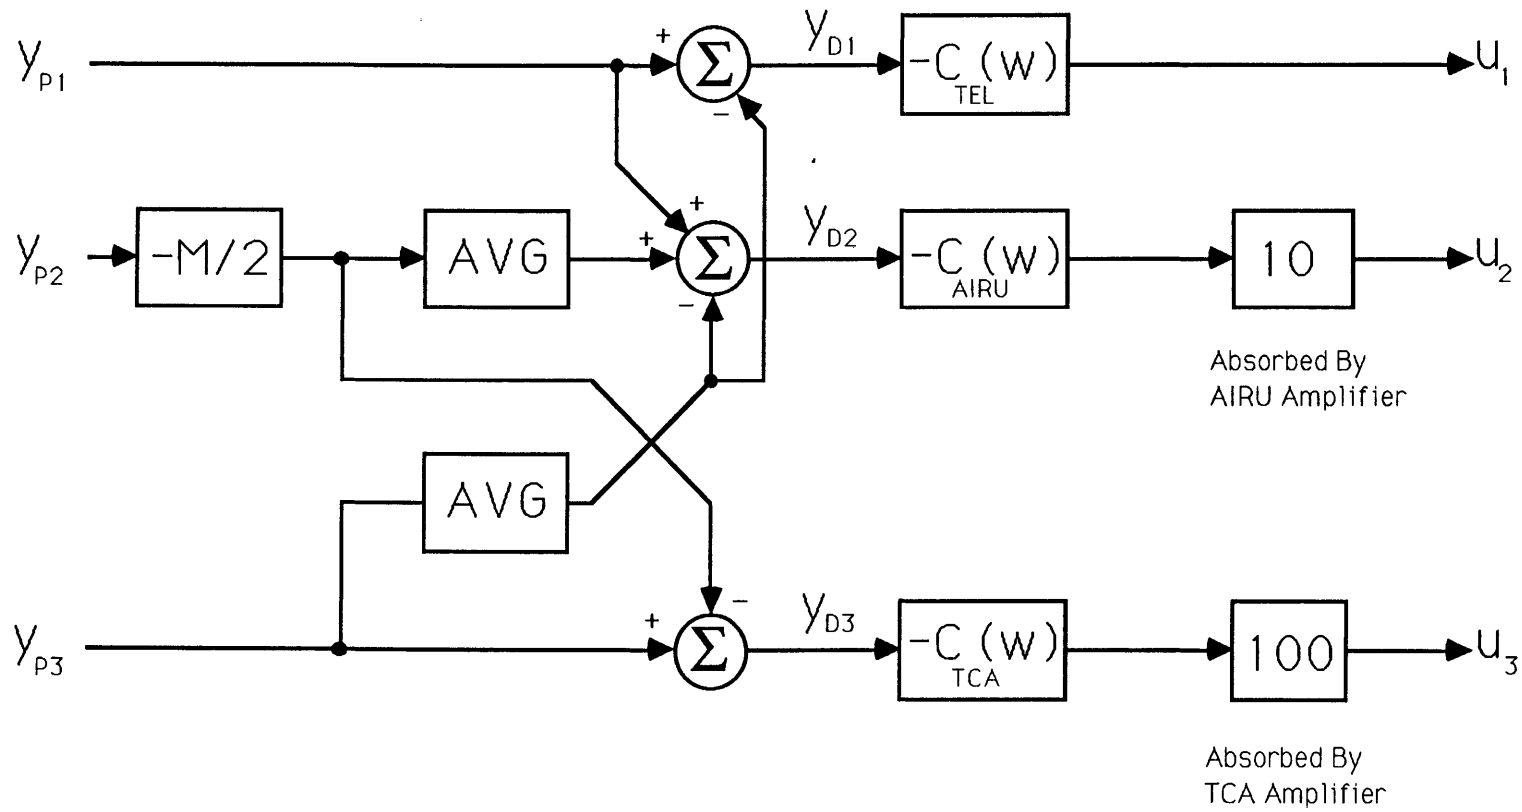 y_P1 + Σ − y_D1 -C_TEL(w) u_1
y_P2 -M/2 AVG + + − Σ y_D2 -C_AIRU(w) 10 u_2
Absorbed By
AIRU Amplifier
AVG
y_P3 + − Σ y_D3 -C_TCA(w) 100 u_3
Absorbed By
TCA Amplifier